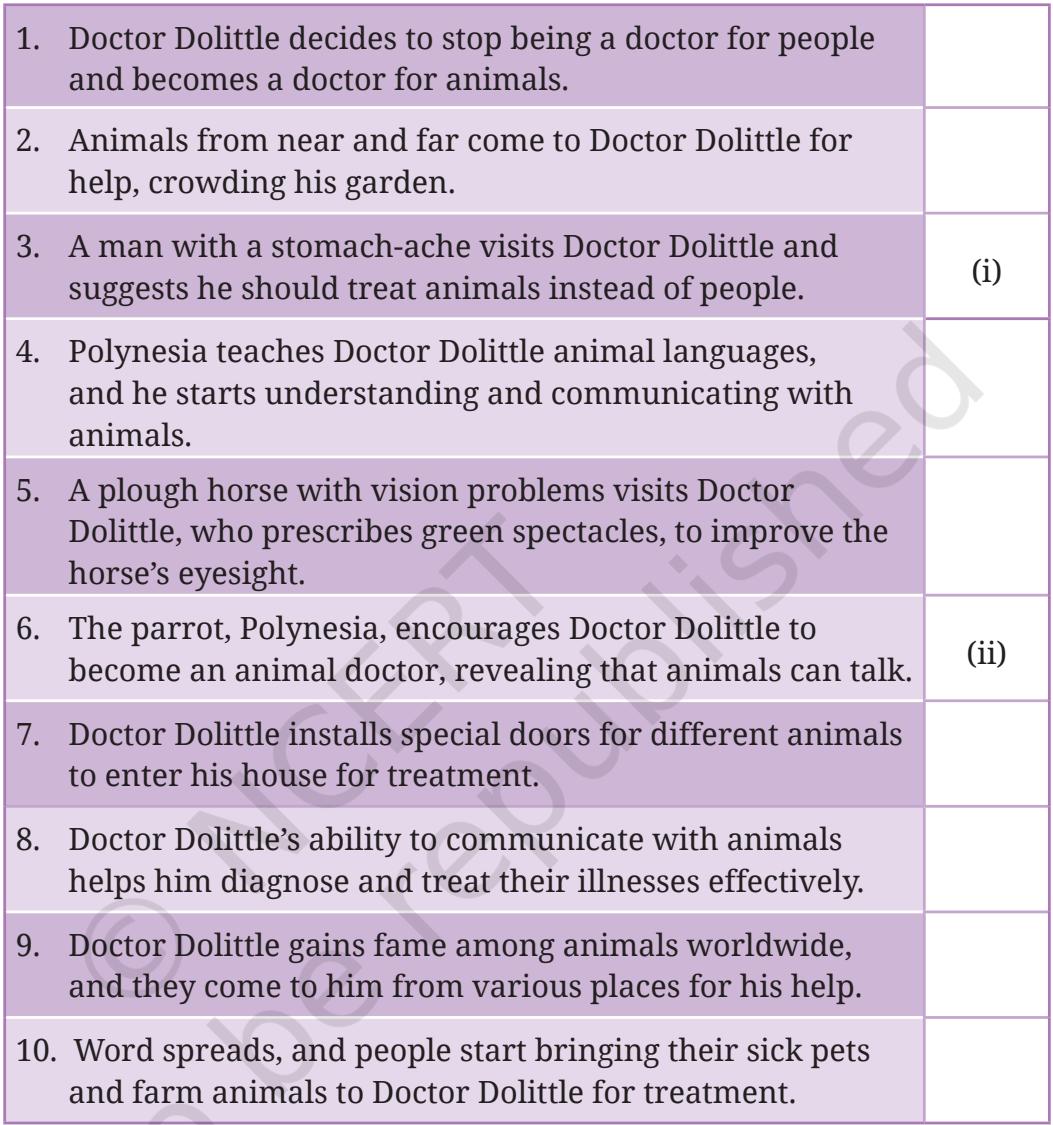 1. Doctor Dolittle decides to stop being a doctor for people
and becomes a doctor for animals.
2. Animals from near and far come to Doctor Dolittle for
help, crowding his garden.
3. A man with a stomach-ache visits Doctor Dolittle and
suggests he should treat animals instead of people.
(i)
4. Polynesia teaches Doctor Dolittle animal languages,
and he starts understanding and communicating with
animals.
5. A plough horse with vision problems visits Doctor
Dolittle, who prescribes green spectacles, to improve the
horse’s eyesight.
6. The parrot, Polynesia, encourages Doctor Dolittle to
become an animal doctor, revealing that animals can talk.
(ii)
7. Doctor Dolittle installs special doors for different animals
to enter his house for treatment.
8. Doctor Dolittle’s ability to communicate with animals
helps him diagnose and treat their illnesses effectively.
9. Doctor Dolittle gains fame among animals worldwide,
and they come to him from various places for his help.
10. Word spreads, and people start bringing their sick pets
and farm animals to Doctor Dolittle for treatment.
© NCERT
be republished